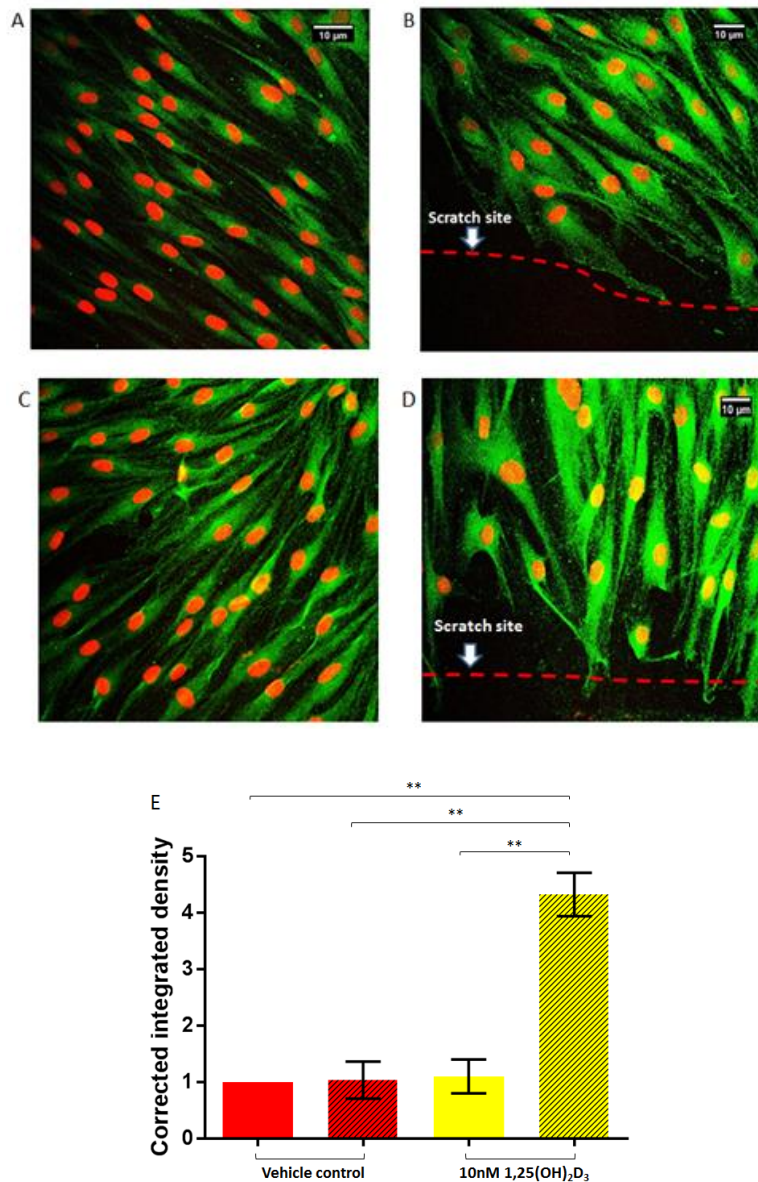 A
10 µm
B
10 µm
Scratch site
C
D
10 µm
Scratch site
E
**
**
**
Corrected integrated density
5
4
3
2
1
0
Vehicle control
10nM 1,25(OH)₂D₃